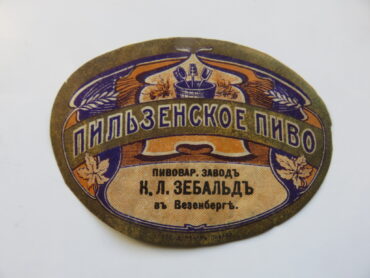 ПИЛЬЗЕНСКОЕ ПИВО
ПИВОВАР. ЗАВОДЪ
К. Л. ЗЕБАЛЬДЪ
въ Везенбергѣ.